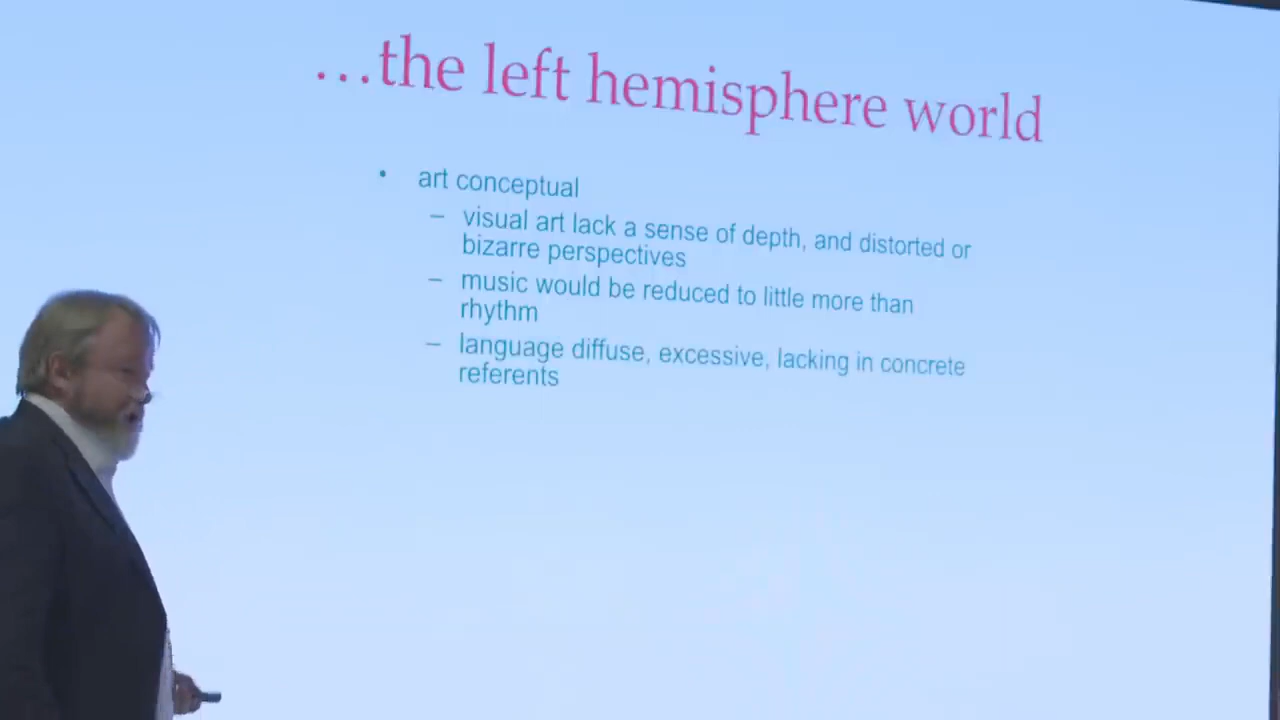 …the left hemisphere world
• art conceptual
– visual art lack a sense of depth, and distorted or
bizarre perspectives
– music would be reduced to little more than
rhythm
– language diffuse, excessive, lacking in concrete
referents